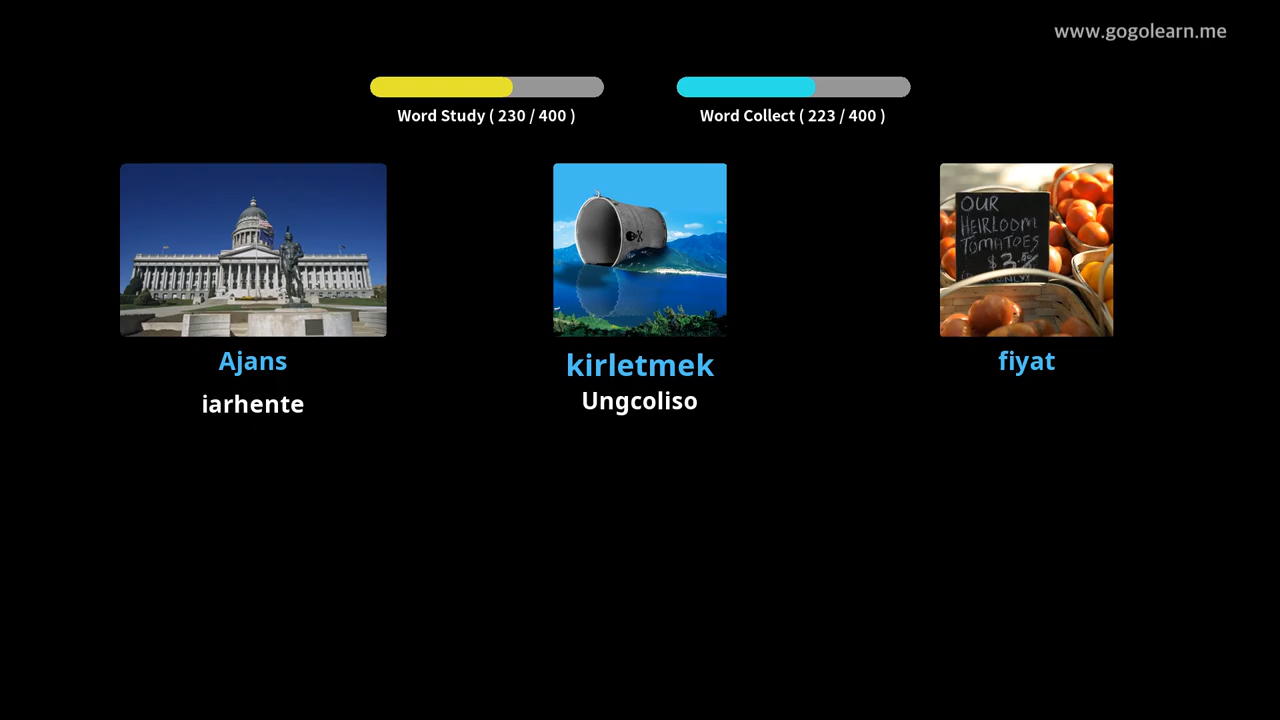 www.gogolearn.me
Word Study ( 230 / 400 )
Word Collect ( 223 / 400 )
OUR
HEIRLOOM
TOMATOES
$3.
Ajans
kirletmek
fiyat
iarhente
Ungcoliso